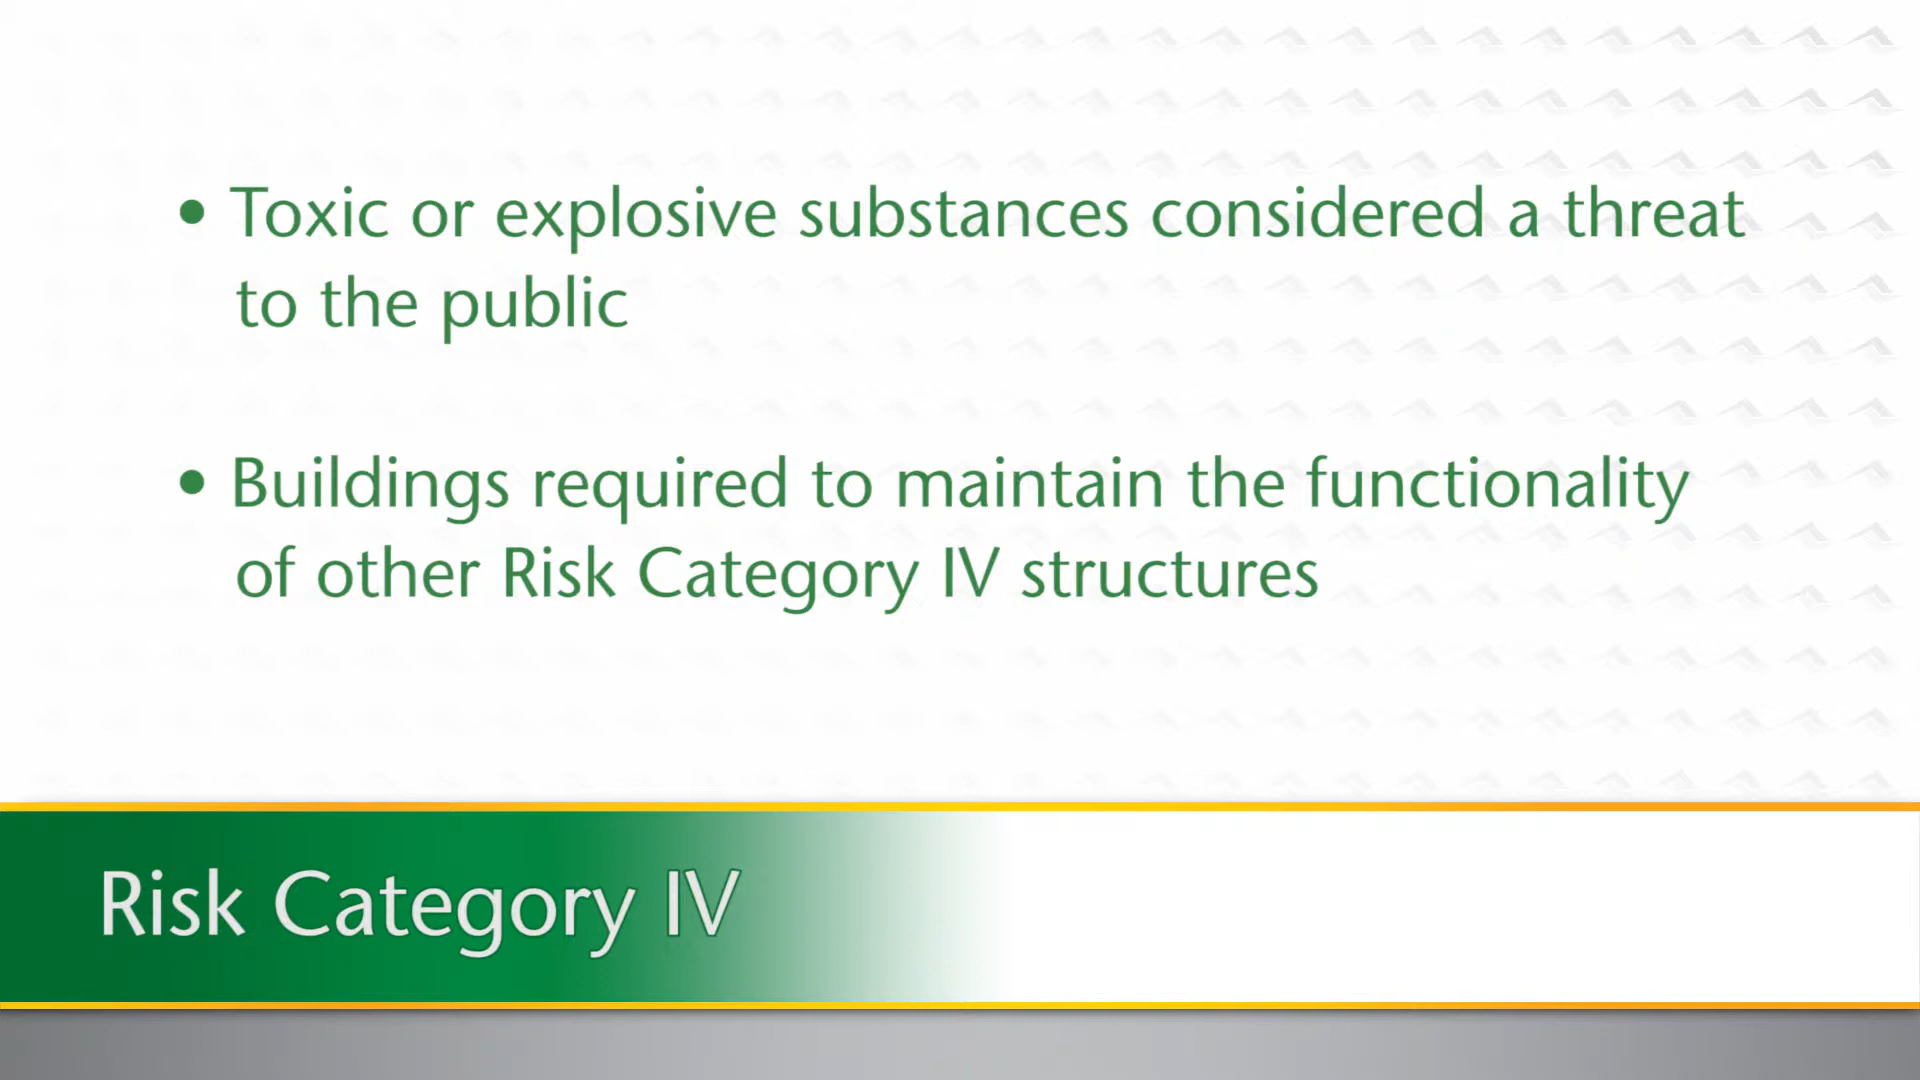 • Toxic or explosive substances considered a threat
to the public
• Buildings required to maintain the functionality
of other Risk Category IV structures
Risk Category IV